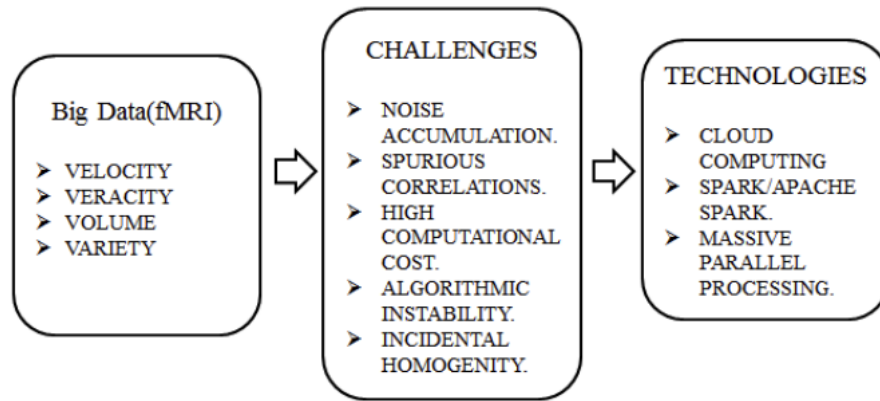 Big Data(fMRI)
➢ VELOCITY
➢ VERACITY
➢ VOLUME
➢ VARIETY
CHALLENGES
➢ NOISE
ACCUMULATION.
➢ SPURIOUS
CORRELATIONS.
➢ HIGH
COMPUTATIONAL
COST.
➢ ALGORITHMIC
INSTABILITY.
➢ INCIDENTAL
HOMOGENITY.
TECHNOLOGIES
➢ CLOUD
COMPUTING
➢ SPARK/APACHE
SPARK.
➢ MASSIVE
PARALLEL
PROCESSING.